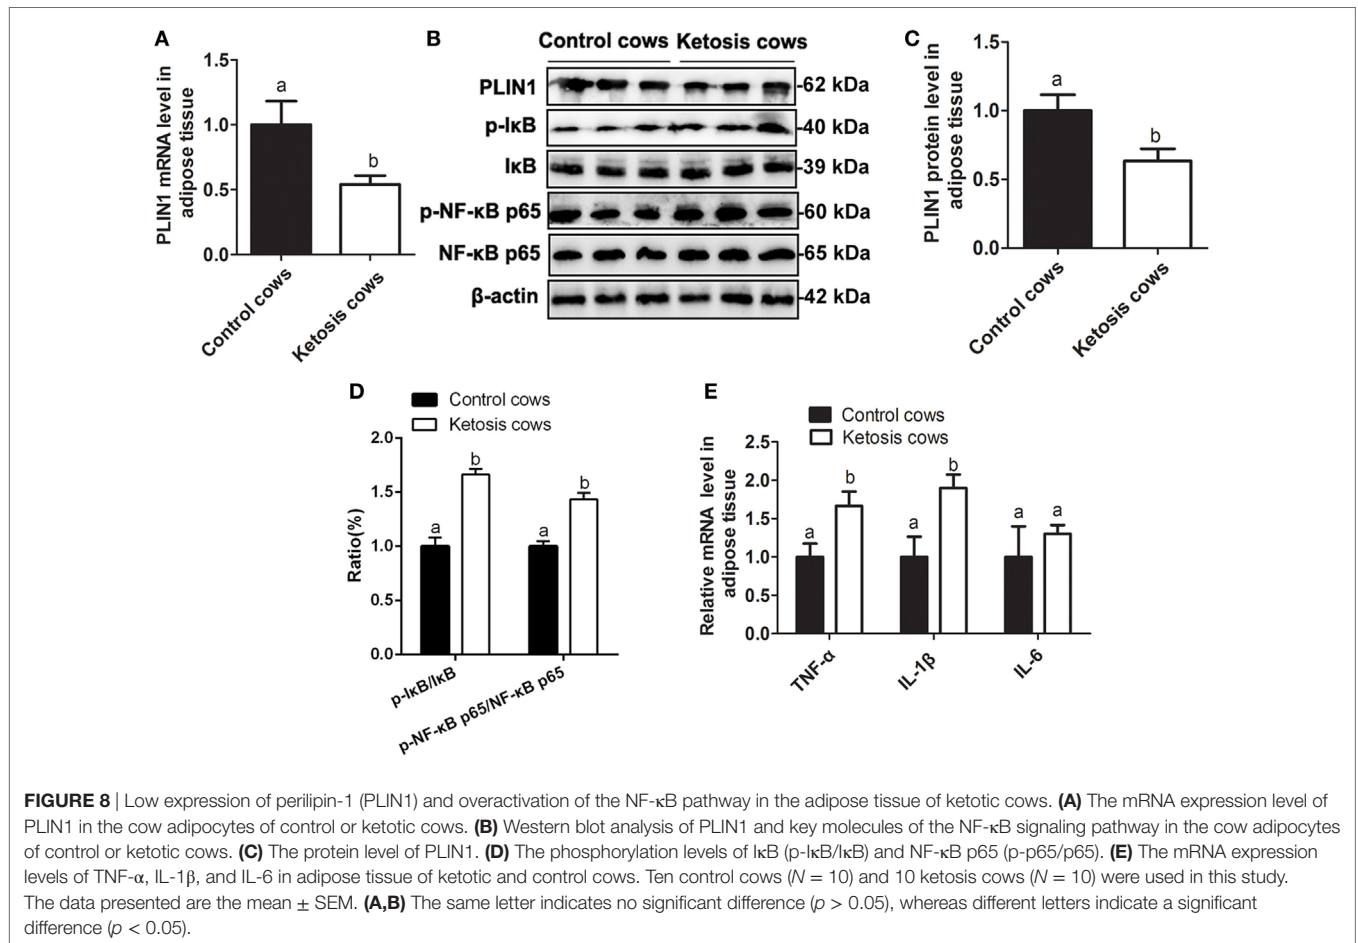 A
PLIN1 mRNA level in
adipose tissue
1.5
1.0
0.5
0.0
a
b
Control cows
Ketosis cows
B
Control cows Ketosis cows
PLIN1 -62 kDa
p-IκB -40 kDa
IκB -39 kDa
p-NF-κB p65 -60 kDa
NF-κB p65 -65 kDa
β-actin -42 kDa
C
PLIN1 protein level in
adipose tissue
1.5
1.0
0.5
0.0
a
b
Control cows
Ketosis cows
D
Control cows
Ketosis cows
Ratio(%)
2.0
1.5
1.0
0.5
0.0
a
b
a
b
p-IκB/IκB
p-NF-κB p65/NF-κB p65
E
Control cows
Ketosis cows
Relative mRNA level in
adipose tissue
2.5
2.0
1.5
1.0
0.5
0.0
a
b
a
b
a
a
TNF-α
IL-1β
IL-6
FIGURE 8 | Low expression of perilipin-1 (PLIN1) and overactivation of the NF-κB pathway in the adipose tissue of ketotic cows. (A) The mRNA expression level of
PLIN1 in the cow adipocytes of control or ketotic cows. (B) Western blot analysis of PLIN1 and key molecules of the NF-κB signaling pathway in the cow adipocytes
of control or ketotic cows. (C) The protein level of PLIN1. (D) The phosphorylation levels of IκB (p-IκB/IκB) and NF-κB p65 (p-p65/p65). (E) The mRNA expression
levels of TNF-α, IL-1β, and IL-6 in adipose tissue of ketotic and control cows. Ten control cows (N = 10) and 10 ketosis cows (N = 10) were used in this study.
The data presented are the mean ± SEM. (A,B) The same letter indicates no significant difference (p > 0.05), whereas different letters indicate a significant
difference (p < 0.05).